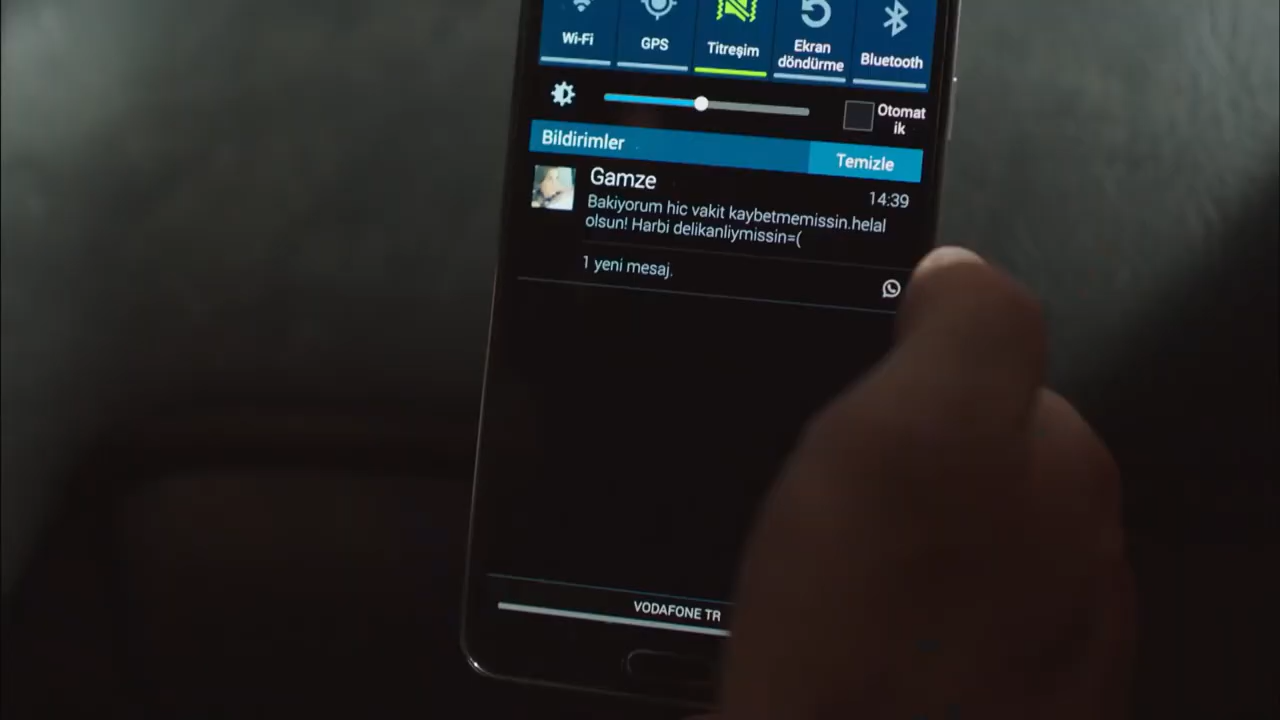 Wi-Fi
GPS
Titreşim
Ekran
döndürme
Bluetooth
Otomat
ik
Bildirimler
Temizle
Gamze
14:39
Bakiyorum hic vakit kaybetmemissin.helal
olsun! Harbi delikanliymissin=(
1 yeni mesaj.
VODAFONE TR